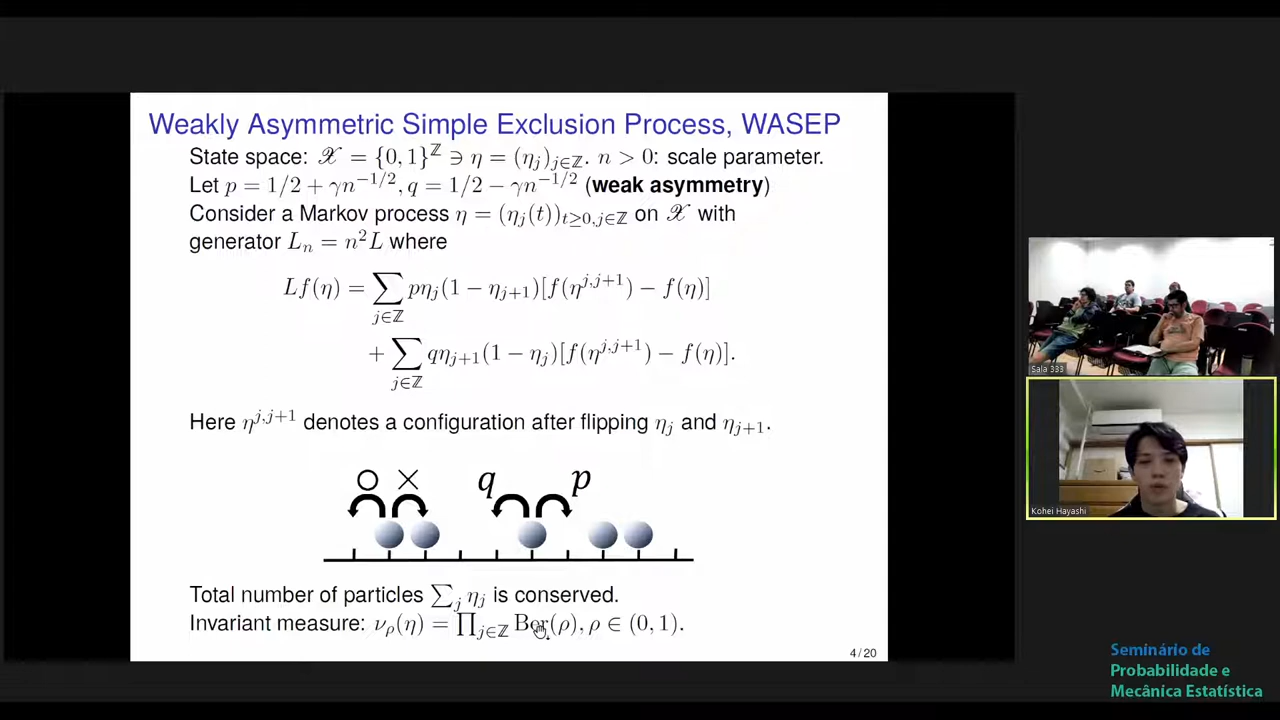 Weakly Asymmetric Simple Exclusion Process, WASEP
State space: 𝒳 = {0, 1}^ℤ ∋ η = (η_j)_{j∈ℤ}. n > 0: scale parameter.
Let p = 1/2 + γn^{-1/2}, q = 1/2 − γn^{-1/2} (weak asymmetry)
Consider a Markov process η = (η_j(t))_{t≥0,j∈ℤ} on 𝒳 with
generator L_n = n^2L where
Lf(η) = ∑_{j∈ℤ} pη_j(1 − η_{j+1})[f(η^{j,j+1}) − f(η)]
+ ∑_{j∈ℤ} qη_{j+1}(1 − η_j)[f(η^{j,j+1}) − f(η)].
Here η^{j,j+1} denotes a configuration after flipping η_j and η_{j+1}.
○ × q p
Total number of particles ∑_j η_j is conserved.
Invariant measure: ν_ρ(η) = ∏_{j∈ℤ} Ber(ρ), ρ ∈ (0, 1).
4 / 20
Sala 333
Kohei Hayashi
Seminário de
Probabilidade e
Mecânica Estatística